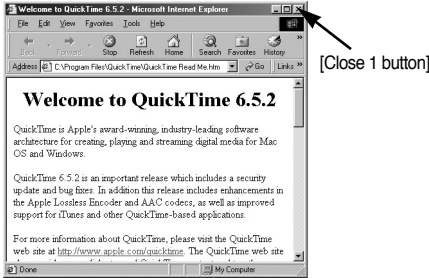 Welcome to QuickTime 6.5.2 - Microsoft Internet Explorer
File Edit View Favorites Tools Help
Back Forward Stop Refresh Home Search Favorites History »
Address C:\Program Files\QuickTime\QuickTime Read Me.htm Go Links »
[Close 1 button]
Welcome to QuickTime 6.5.2
QuickTime is Apple's award-winning, industry-leading software
architecture for creating, playing and streaming digital media for Mac
OS and Windows.
QuickTime 6.5.2 is an important release which includes a security
update and bug fixes. In addition this release includes enhancements in
the Apple Lossless Encoder and AAC codecs, as well as improved
support for iTunes and other QuickTime-based applications.
For more information about QuickTime, please visit the QuickTime
web site at http://www.apple.com/quicktime. The QuickTime web site
Done My Computer